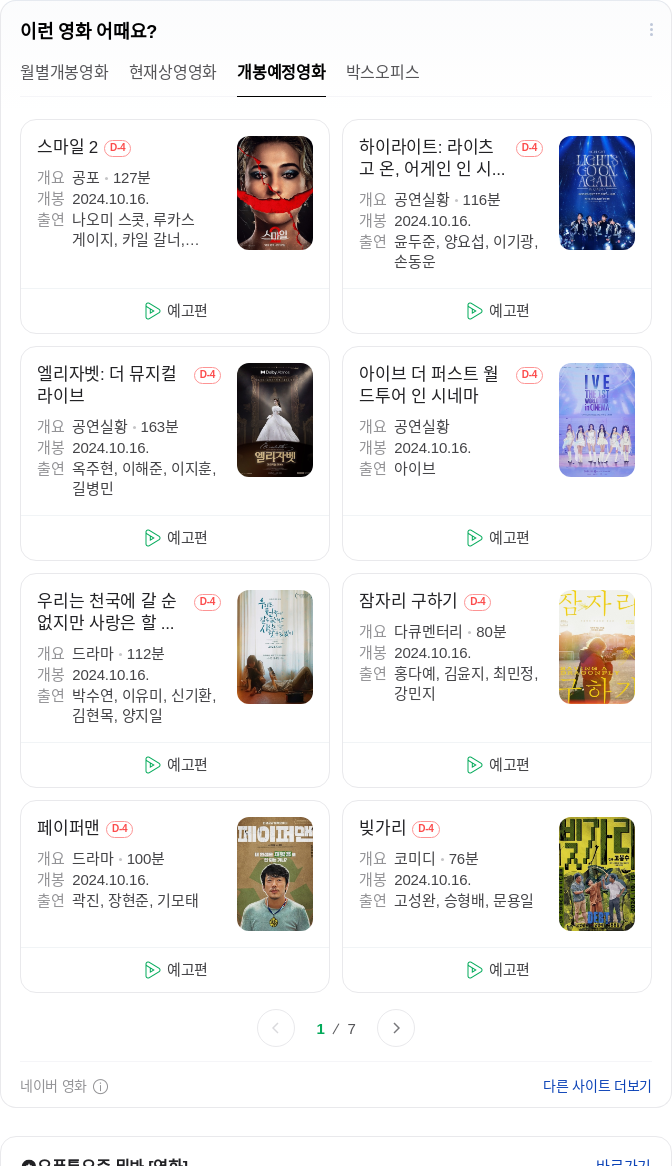 이런 영화 어때요?
월별개봉영화 현재상영영화 개봉예정영화 박스오피스
스마일 2 D-4
개요 공포 · 127분
개봉 2024.10.16.
출연 나오미 스콧, 루카스
게이지, 카일 갈너,...
스마일
예고편
하이라이트: 라이츠 D-4
고 온, 어게인 인 시...
개요 공연실황 · 116분
개봉 2024.10.16.
출연 윤두준, 양요섭, 이기광,
손동운
LIGHTS
GO ON
AGAIN
예고편
엘리자벳: 더 뮤지컬 D-4
라이브
개요 공연실황 · 163분
개봉 2024.10.16.
출연 옥주현, 이해준, 이지훈,
길병민
Dolby Atmos
엘리자벳
예고편
아이브 더 퍼스트 월 D-4
드투어 인 시네마
개요 공연실황
개봉 2024.10.16.
출연 아이브
IVE
THE 1ST
WORLD TOUR
in CINEMA
예고편
우리는 천국에 갈 순 D-4
없지만 사랑은 할 ...
개요 드라마 · 112분
개봉 2024.10.16.
출연 박수연, 이유미, 신기환,
김현목, 양지일
예고편
잠자리 구하기 D-4
개요 다큐멘터리 · 80분
개봉 2024.10.16.
출연 홍다예, 김윤지, 최민정,
강민지
잠자리
구하기
예고편
페이퍼맨 D-4
개요 드라마 · 100분
개봉 2024.10.16.
출연 곽진, 장현준, 기모태
페이퍼맨
예고편
빚가리 D-4
개요 코미디 · 76분
개봉 2024.10.16.
출연 고성완, 승형배, 문용일
빚가리
DEBT
예고편
1 / 7
네이버 영화
다른 사이트 더보기
바로가기